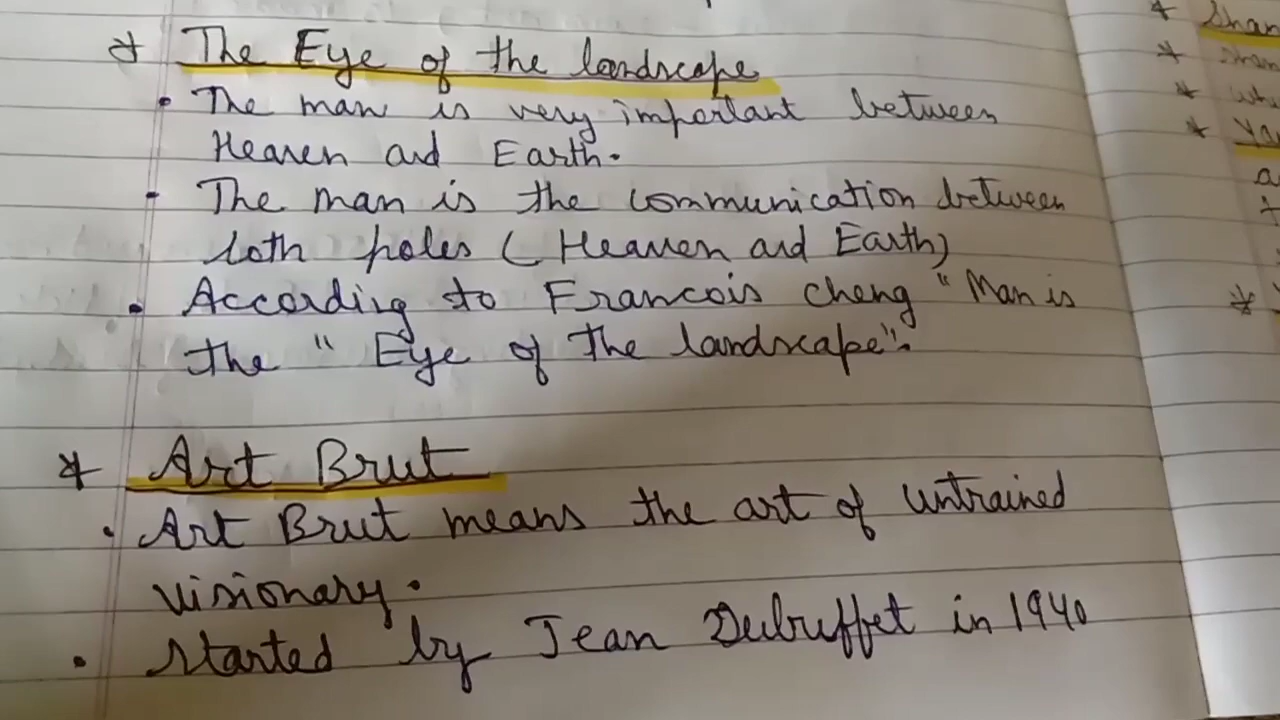 * The Eye of the landscape
• The man is very important between
Heaven and Earth.
• The man is the communication between
both poles (Heaven and Earth)
• According to Francois cheng "Man is
the "Eye of the landscape".
* Art Brut
• Art Brut means the art of untrained
visionary.
• Started by Jean Dubuffet in 1940